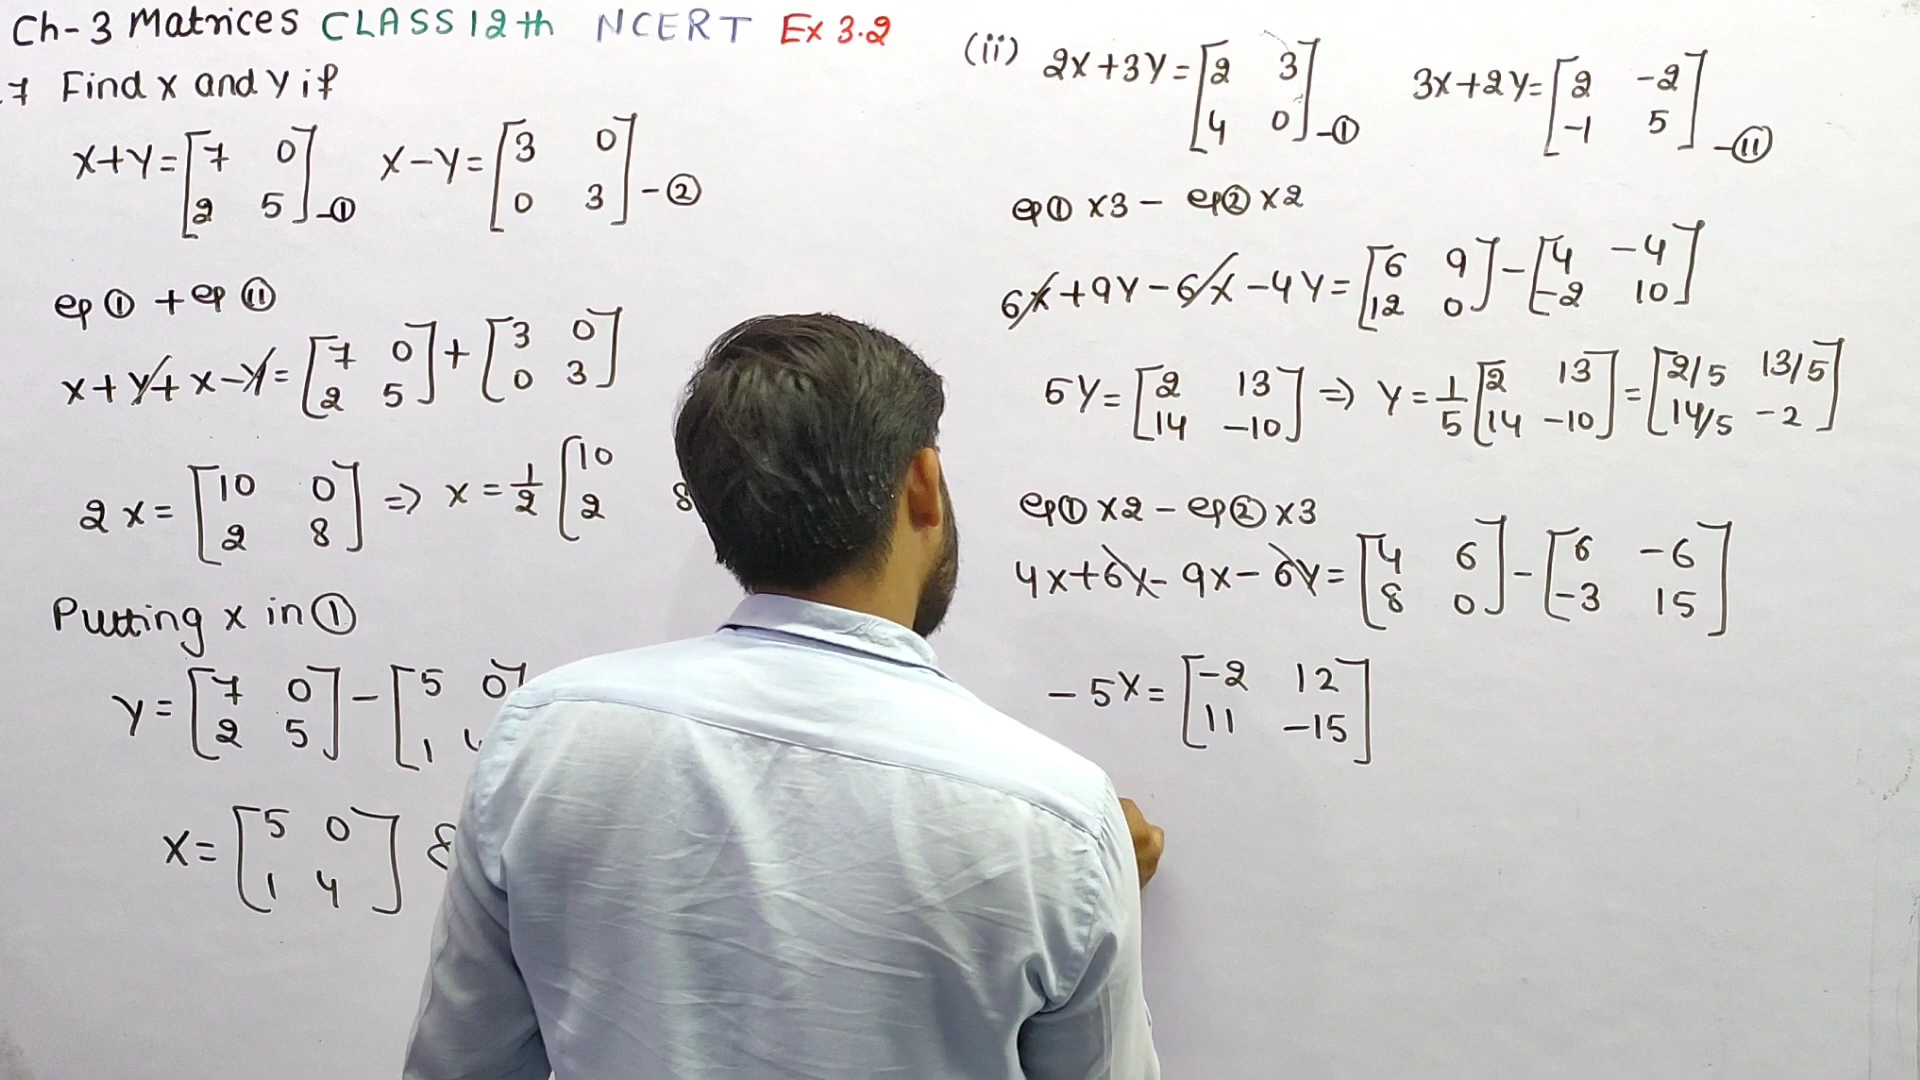 Ch-3 Matrices CLASS 12th NCERT Ex 3.2
.7 Find x and y if
x+y=[7 0
2 5]-① x-y=[3 0
0 3]-②
eq① + eq⑪
x+y+x-y=[7 0
2 5]+[3 0
0 3]
2x=[10 0
2 8] => x=1/2[10
2 8
Putting x in ①
y=[7 0
2 5]-[5 0
1 4
x=[5 0
1 4]
(ii) 2x+3y=[2 3
4 0]-① 3x+2y=[2 -2
-1 5]-⑪
eq① x3 - eq② x2
6x+9y-6x-4y=[6 9
12 0]-[4 -4
-2 10]
5y=[2 13
14 -10] => y=1/5[2 13
14 -10]=[2/5 13/5
14/5 -2]
eq① x2 - eq② x3
4x+6y-9x-6y=[4 6
8 0]-[6 -6
-3 15]
-5x=[-2 12
11 -15]